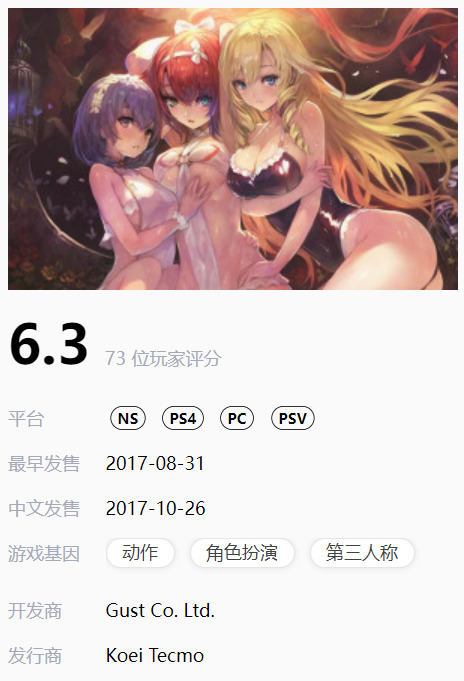 6.3 73 位玩家评分
平台 NS PS4 PC PSV
最早发售 2017-08-31
中文发售 2017-10-26
游戏基因 动作 角色扮演 第三人称
开发商 Gust Co. Ltd.
发行商 Koei Tecmo